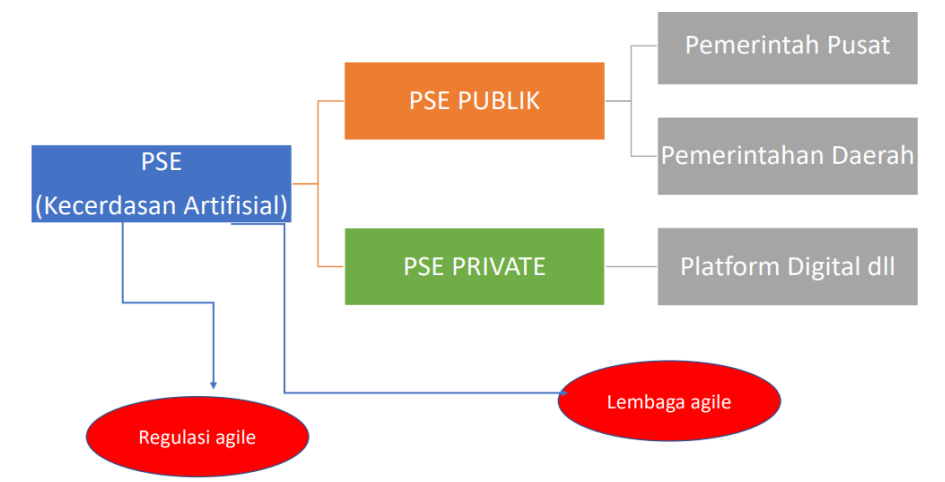 PSE
(Kecerdasan Artifisial)
PSE PUBLIK
Pemerintah Pusat
Pemerintahan Daerah
PSE PRIVATE
Platform Digital dll
Regulasi agile
Lembaga agile